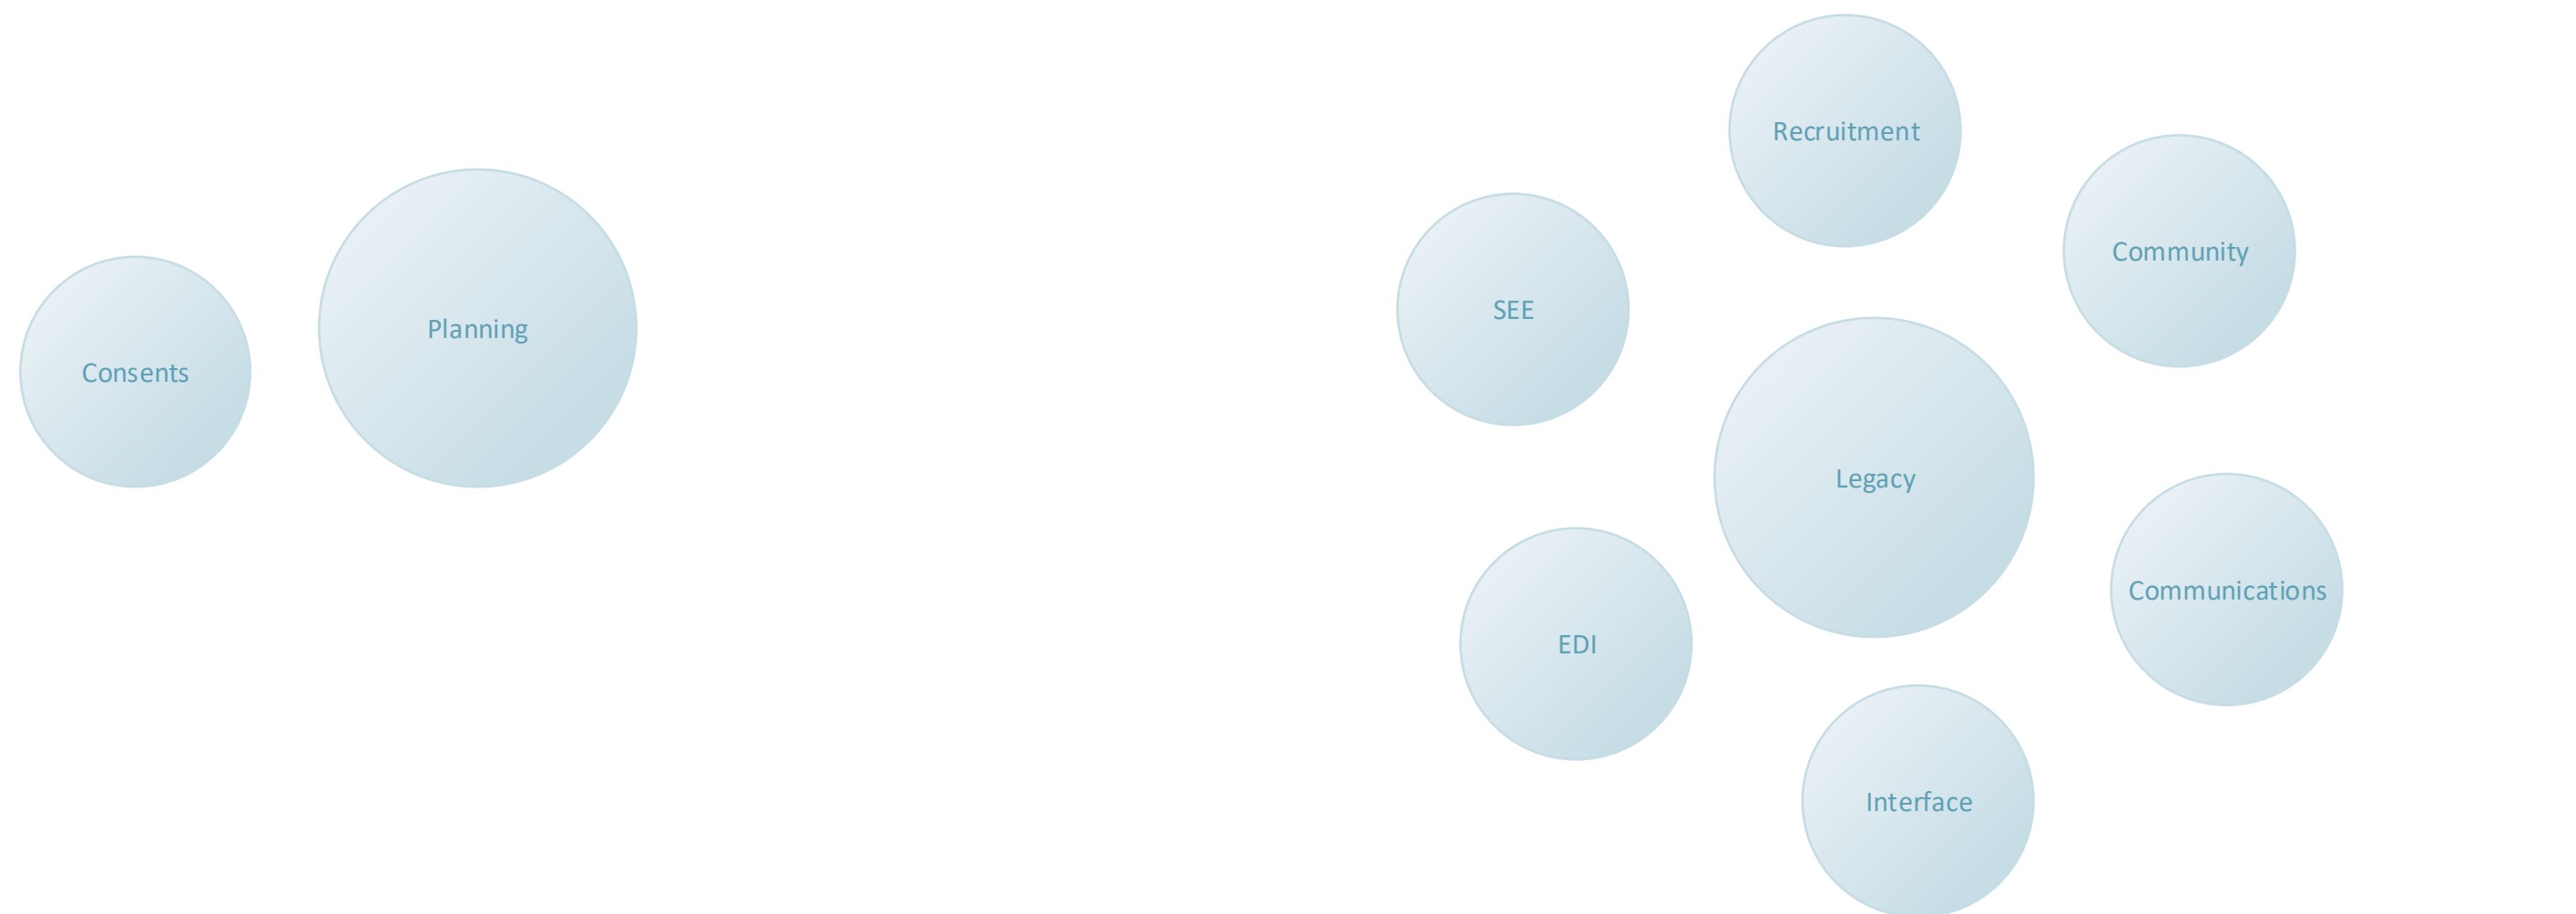 Consents
Planning
Recruitment
SEE
Community
Legacy
EDI
Communications
Interface